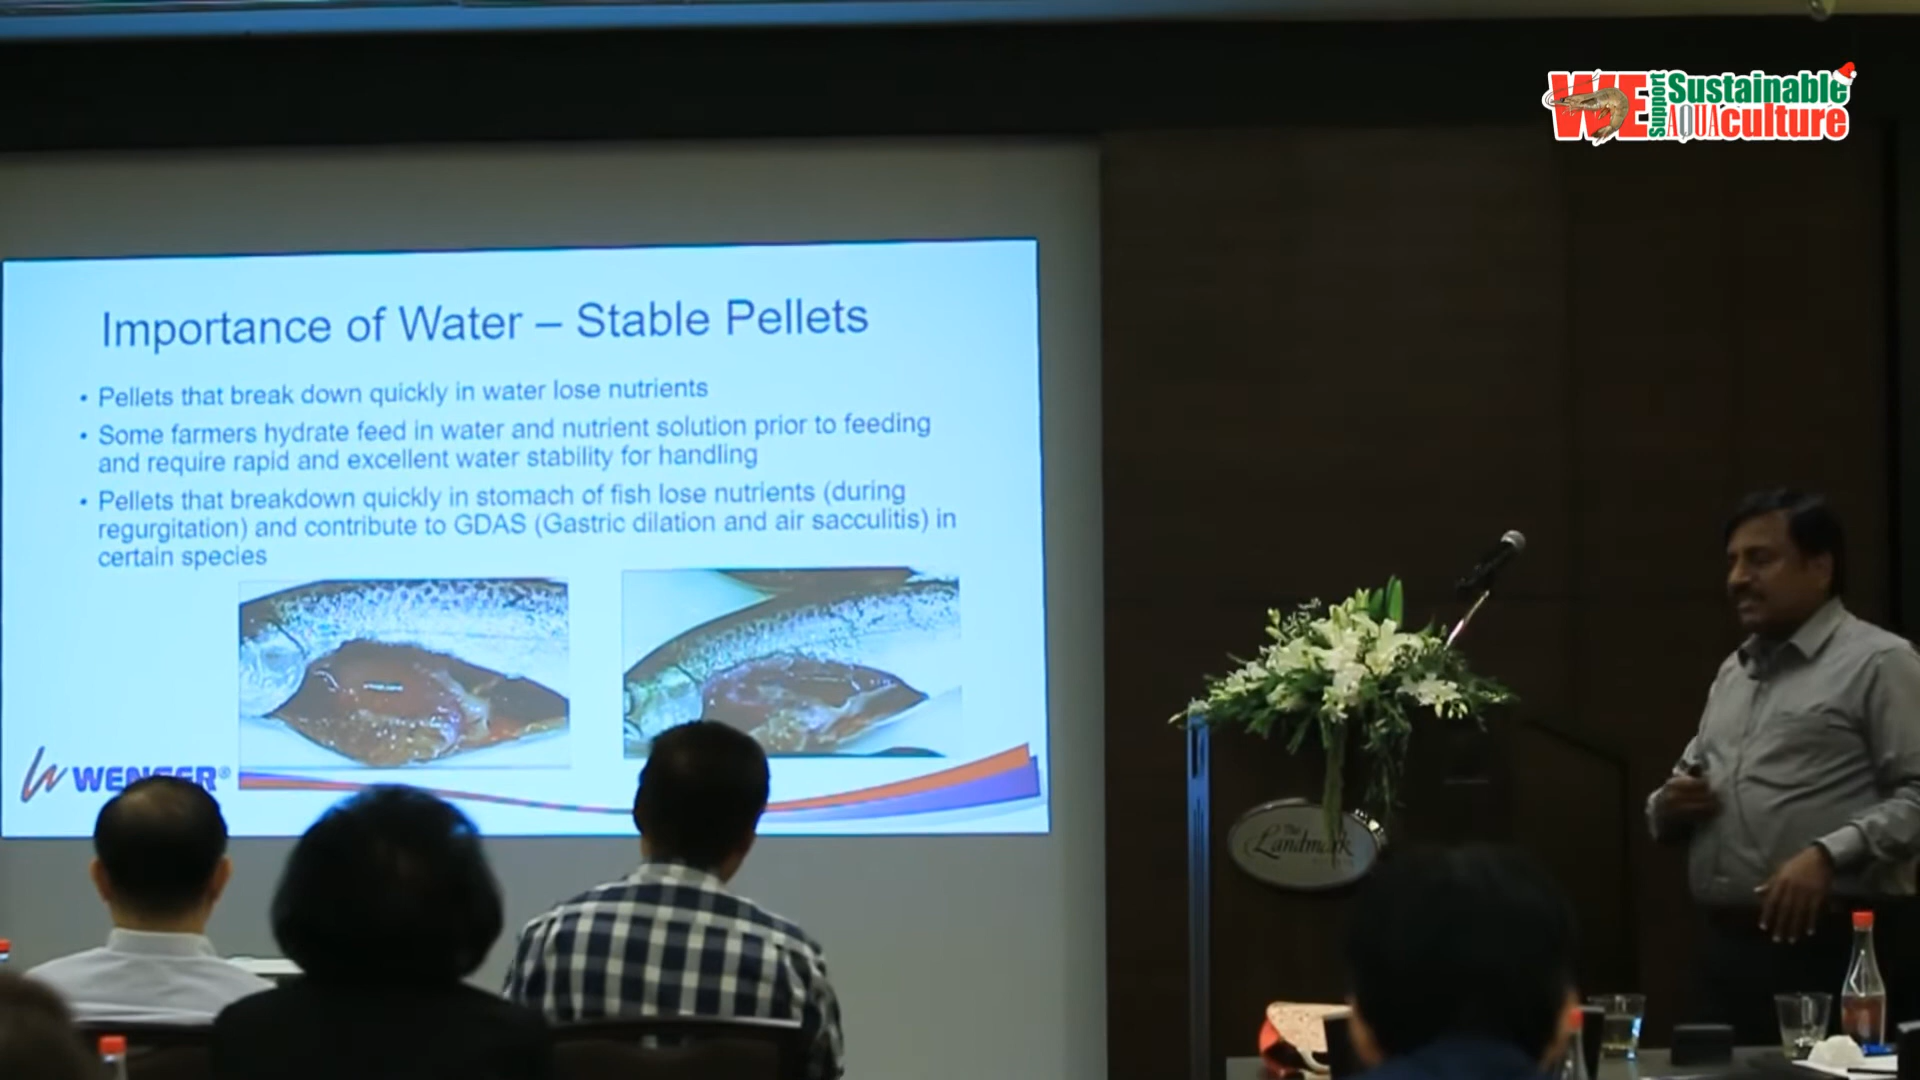 WE Support Sustainable
AQUAculture
Importance of Water – Stable Pellets
• Pellets that break down quickly in water lose nutrients
• Some farmers hydrate feed in water and nutrient solution prior to feeding
and require rapid and excellent water stability for handling
• Pellets that breakdown quickly in stomach of fish lose nutrients (during
regurgitation) and contribute to GDAS (Gastric dilation and air sacculitis) in
certain species
WENGER®
The
Landmark